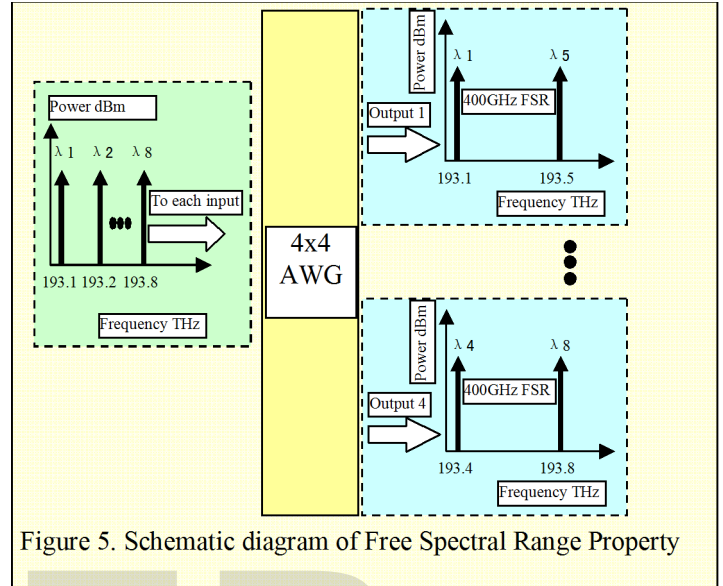 Power dBm
λ 1 λ 2 λ 8
To each input
193.1 193.2 193.8
Frequency THz
4x4
AWG
Power dBm
λ 1 λ 5
400GHz FSR
Output 1
193.1 193.5
Frequency THz
Power dBm
λ 4 λ 8
400GHz FSR
Output 4
193.4 193.8
Frequency THz
Figure 5. Schematic diagram of Free Spectral Range Property